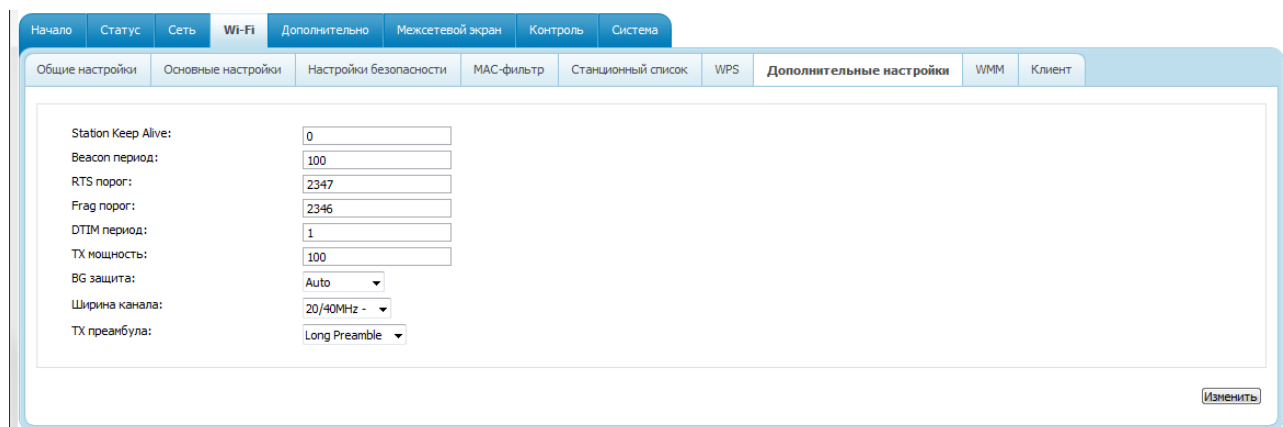 Начало Статус Сеть Wi-Fi Дополнительно Межсетевой экран Контроль Система
Общие настройки Основные настройки Настройки безопасности MAC-фильтр Станционный список WPS Дополнительные настройки WMM Клиент
Station Keep Alive: 0
Beacon период: 100
RTS порог: 2347
Frag порог: 2346
DTIM период: 1
TX мощность: 100
BG защита: Auto
Ширина канала: 20/40MHz -
TX преамбула: Long Preamble
Изменить